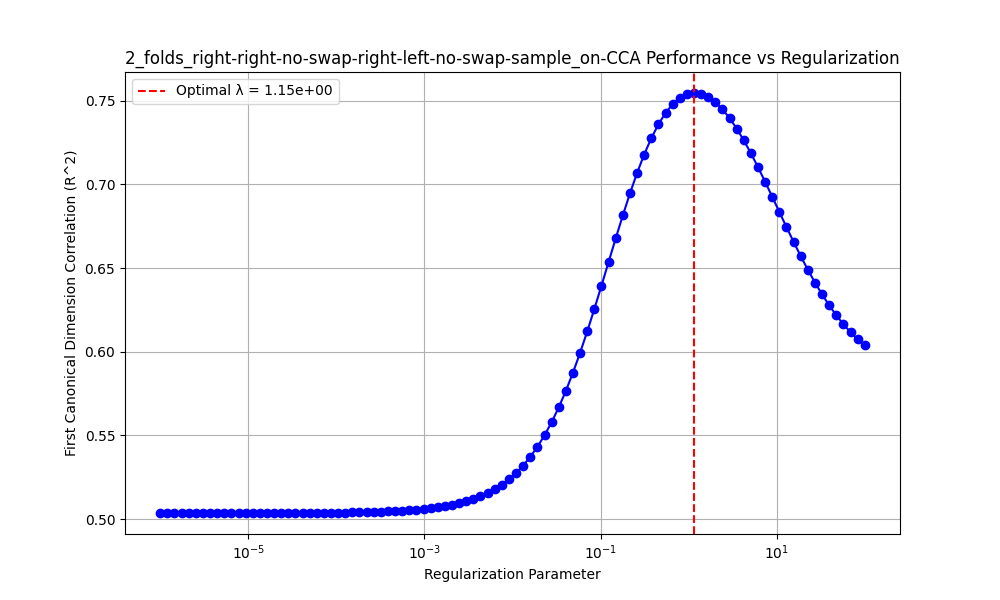 2_folds_right-right-no-swap-right-left-no-swap-sample_on-CCA Performance vs Regularization
Optimal λ = 1.15e+00
First Canonical Dimension Correlation (R^2)
0.75
0.70
0.65
0.60
0.55
0.50
10⁻⁵ 10⁻³ 10⁻¹ 10¹
Regularization Parameter